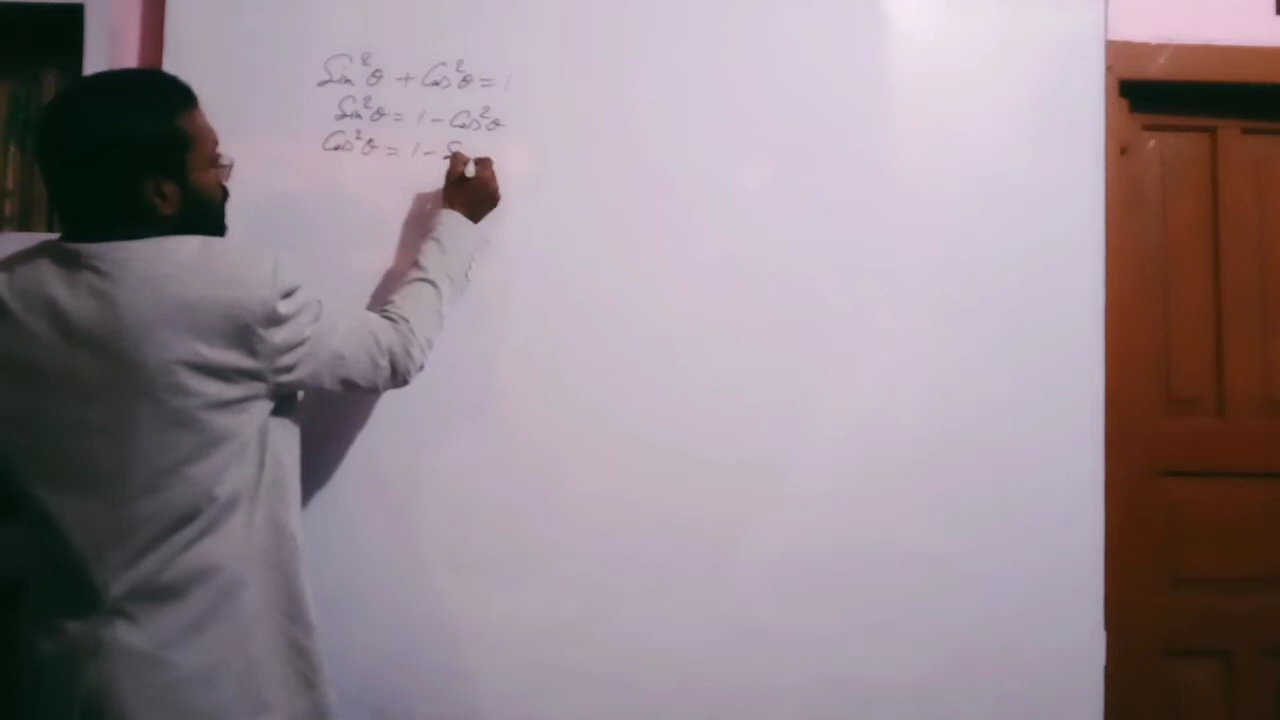 Sin²θ + Cos²θ = 1
Sin²θ = 1 - Cos²θ
Cos²θ = 1 - S